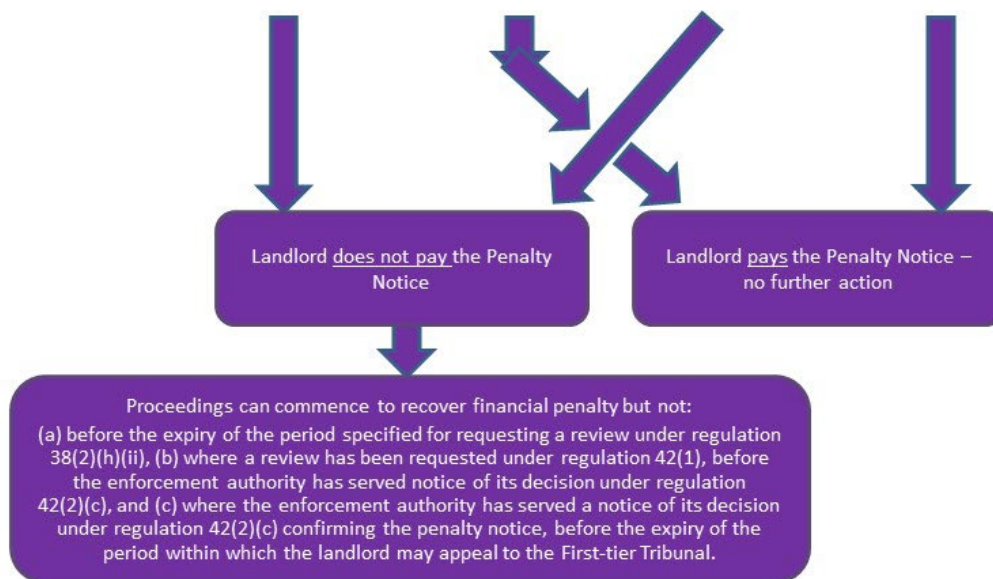 Landlord does not pay the Penalty
Notice
Landlord pays the Penalty Notice –
no further action
Proceedings can commence to recover financial penalty but not:
(a) before the expiry of the period specified for requesting a review under regulation
38(2)(h)(ii), (b) where a review has been requested under regulation 42(1), before
the enforcement authority has served notice of its decision under regulation
42(2)(c), and (c) where the enforcement authority has served a notice of its decision
under regulation 42(2)(c) confirming the penalty notice, before the expiry of the
period within which the landlord may appeal to the First-tier Tribunal.